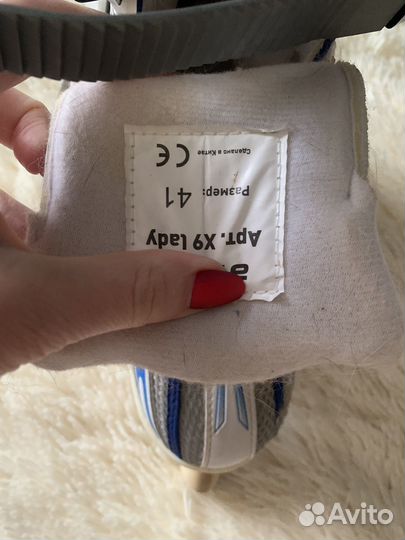 Арт. X9 lady
Размер: 41
CE
Сделано в Китае
Avito